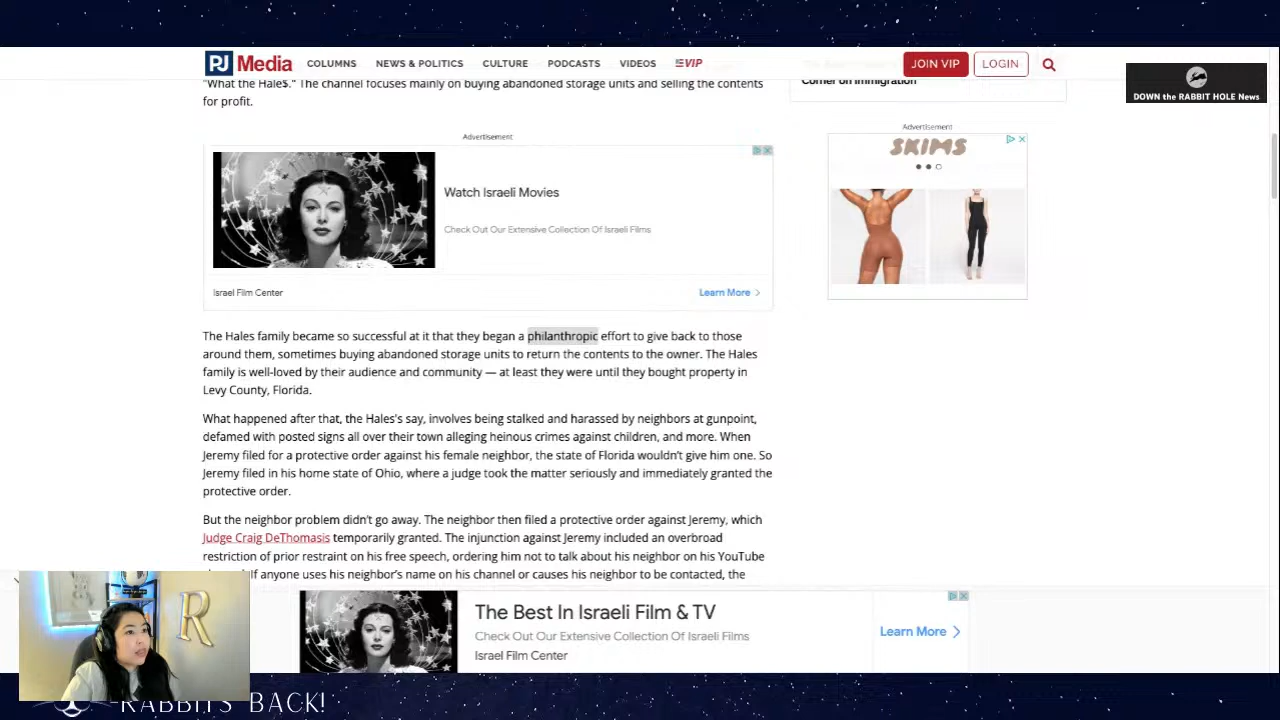 PJ Media COLUMNS NEWS & POLITICS CULTURE PODCASTS VIDEOS VIP JOIN VIP LOGIN
"What the Hale$." The channel focuses mainly on buying abandoned storage units and selling the contents
for profit.
Corner on Immigration
DOWN the RABBIT HOLE News
Advertisement
Watch Israeli Movies
Check Out Our Extensive Collection Of Israeli Films
Israel Film Center
Learn More
Advertisement
SKIMS
The Hales family became so successful at it that they began a philanthropic effort to give back to those
around them, sometimes buying abandoned storage units to return the contents to the owner. The Hales
family is well-loved by their audience and community — at least they were until they bought property in
Levy County, Florida.
What happened after that, the Hales's say, involves being stalked and harassed by neighbors at gunpoint,
defamed with posted signs all over their town alleging heinous crimes against children, and more. When
Jeremy filed for a protective order against his female neighbor, the state of Florida wouldn't give him one. So
Jeremy filed in his home state of Ohio, where a judge took the matter seriously and immediately granted the
protective order.
But the neighbor problem didn't go away. The neighbor then filed a protective order against Jeremy, which
Judge Craig DeThomasis temporarily granted. The injunction against Jeremy included an overbroad
restriction of prior restraint on his free speech, ordering him not to talk about his neighbor on his YouTube
If anyone uses his neighbor's name on his channel or causes his neighbor to be contacted, the
The Best In Israeli Film & TV
Check Out Our Extensive Collection Of Israeli Films
Israel Film Center
Learn More
R
RABBITS BACK!